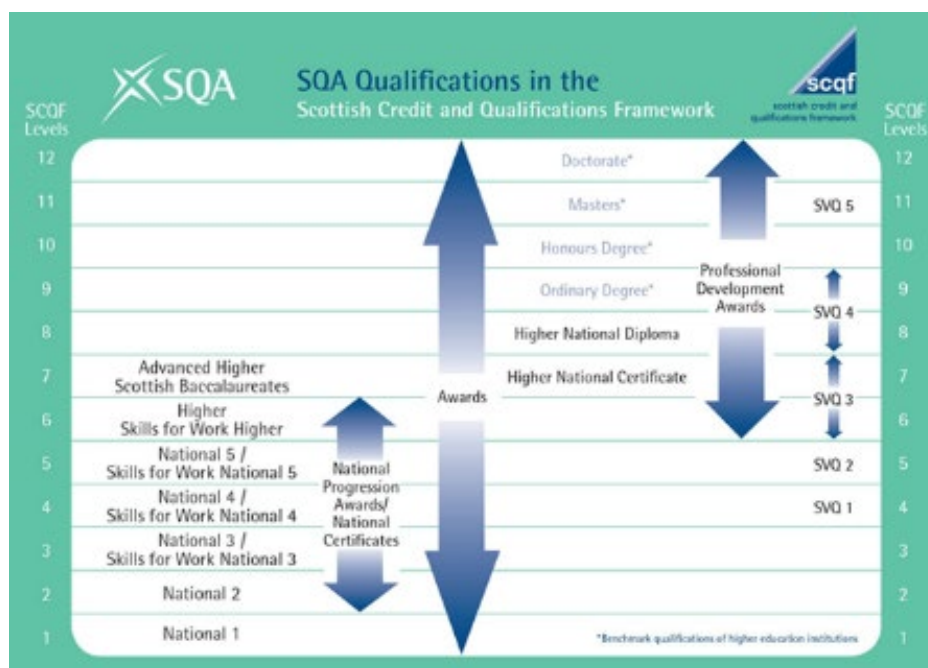 SQA
SQA Qualifications in the
Scottish Credit and Qualifications Framework
scqf
scottish credit and
qualifications framework
SCQF
Levels
SCQF
Levels
12
Doctorate*
12
11
Masters*
SVQ 5
11
10
Honours Degree*
10
Professional
Development
Awards
9
Ordinary Degree*
9
SVQ 4
8
Higher National Diploma
8
7
Advanced Higher
Scottish Baccalaureates
Higher National Certificate
7
Awards
SVQ 3
6
Higher
Skills for Work Higher
6
5
National 5 /
Skills for Work National 5
SVQ 2
5
National
Progression
Awards/
National
Certificates
4
National 4 /
Skills for Work National 4
SVQ 1
4
3
National 3 /
Skills for Work National 3
3
2
National 2
2
1
National 1
*Benchmark qualifications of higher education institutions
1